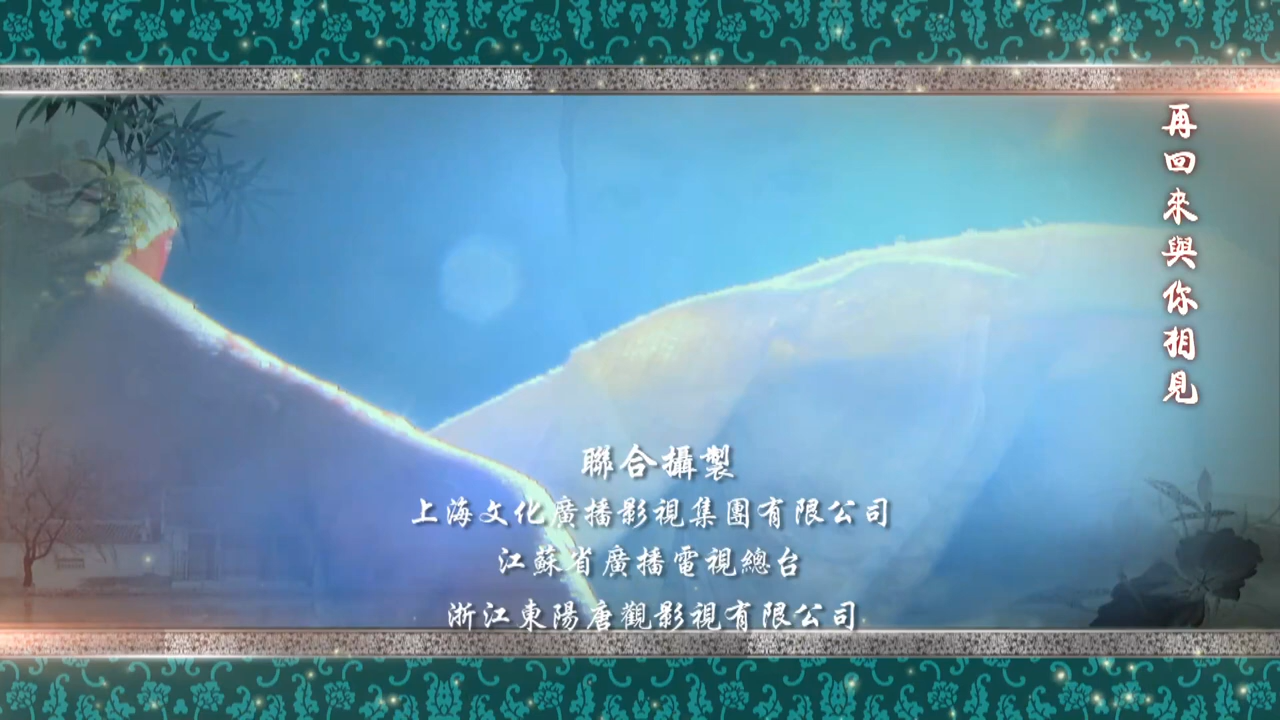 再回來與你相見
聯合攝製
上海文化廣播影視集團有限公司
江蘇省廣播電視總台
浙江東陽唐觀影視有限公司